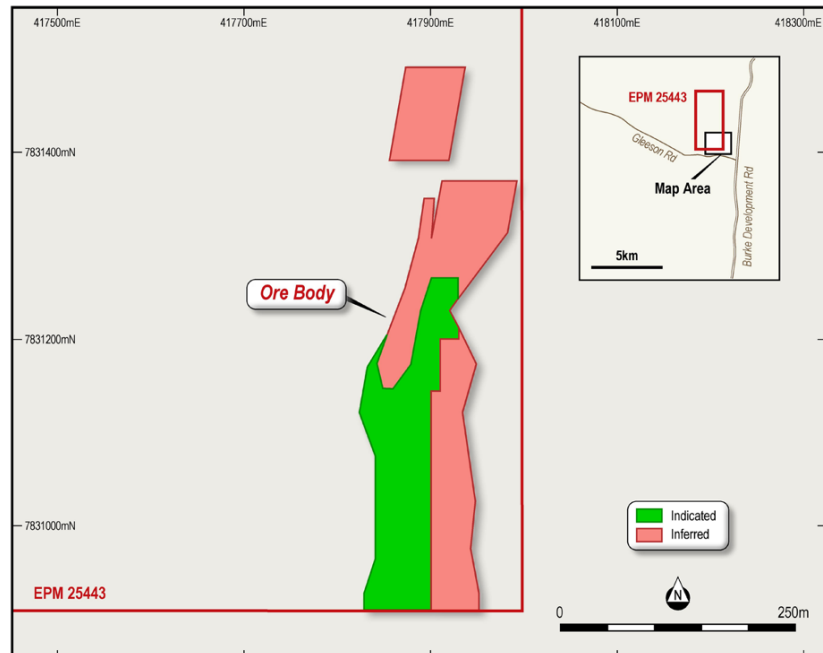 417500mE
417700mE
417900mE
418100mE
418300mE
7831400mN
7831200mN
7831000mN
Ore Body
EPM 25443
EPM 25443
Gleeson Rd
Burke Development Rd
Map Area
5km
Indicated
Inferred
N
0
250m